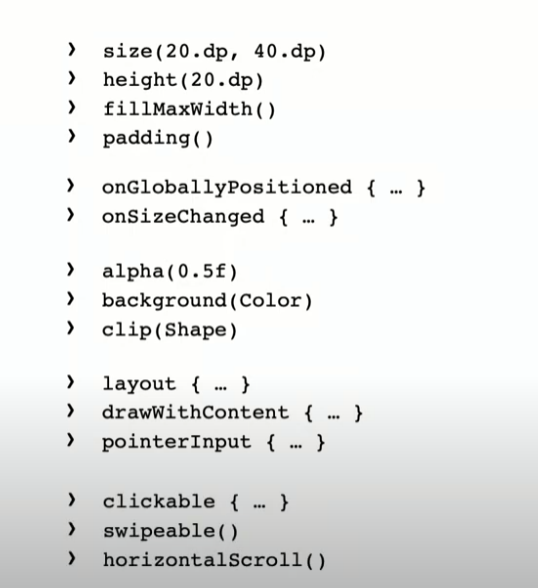 ❯ size(20.dp, 40.dp)
❯ height(20.dp)
❯ fillMaxWidth()
❯ padding()
❯ onGloballyPositioned { … }
❯ onSizeChanged { … }
❯ alpha(0.5f)
❯ background(Color)
❯ clip(Shape)
❯ layout { … }
❯ drawWithContent { … }
❯ pointerInput { … }
❯ clickable { … }
❯ swipeable()
❯ horizontalScroll()